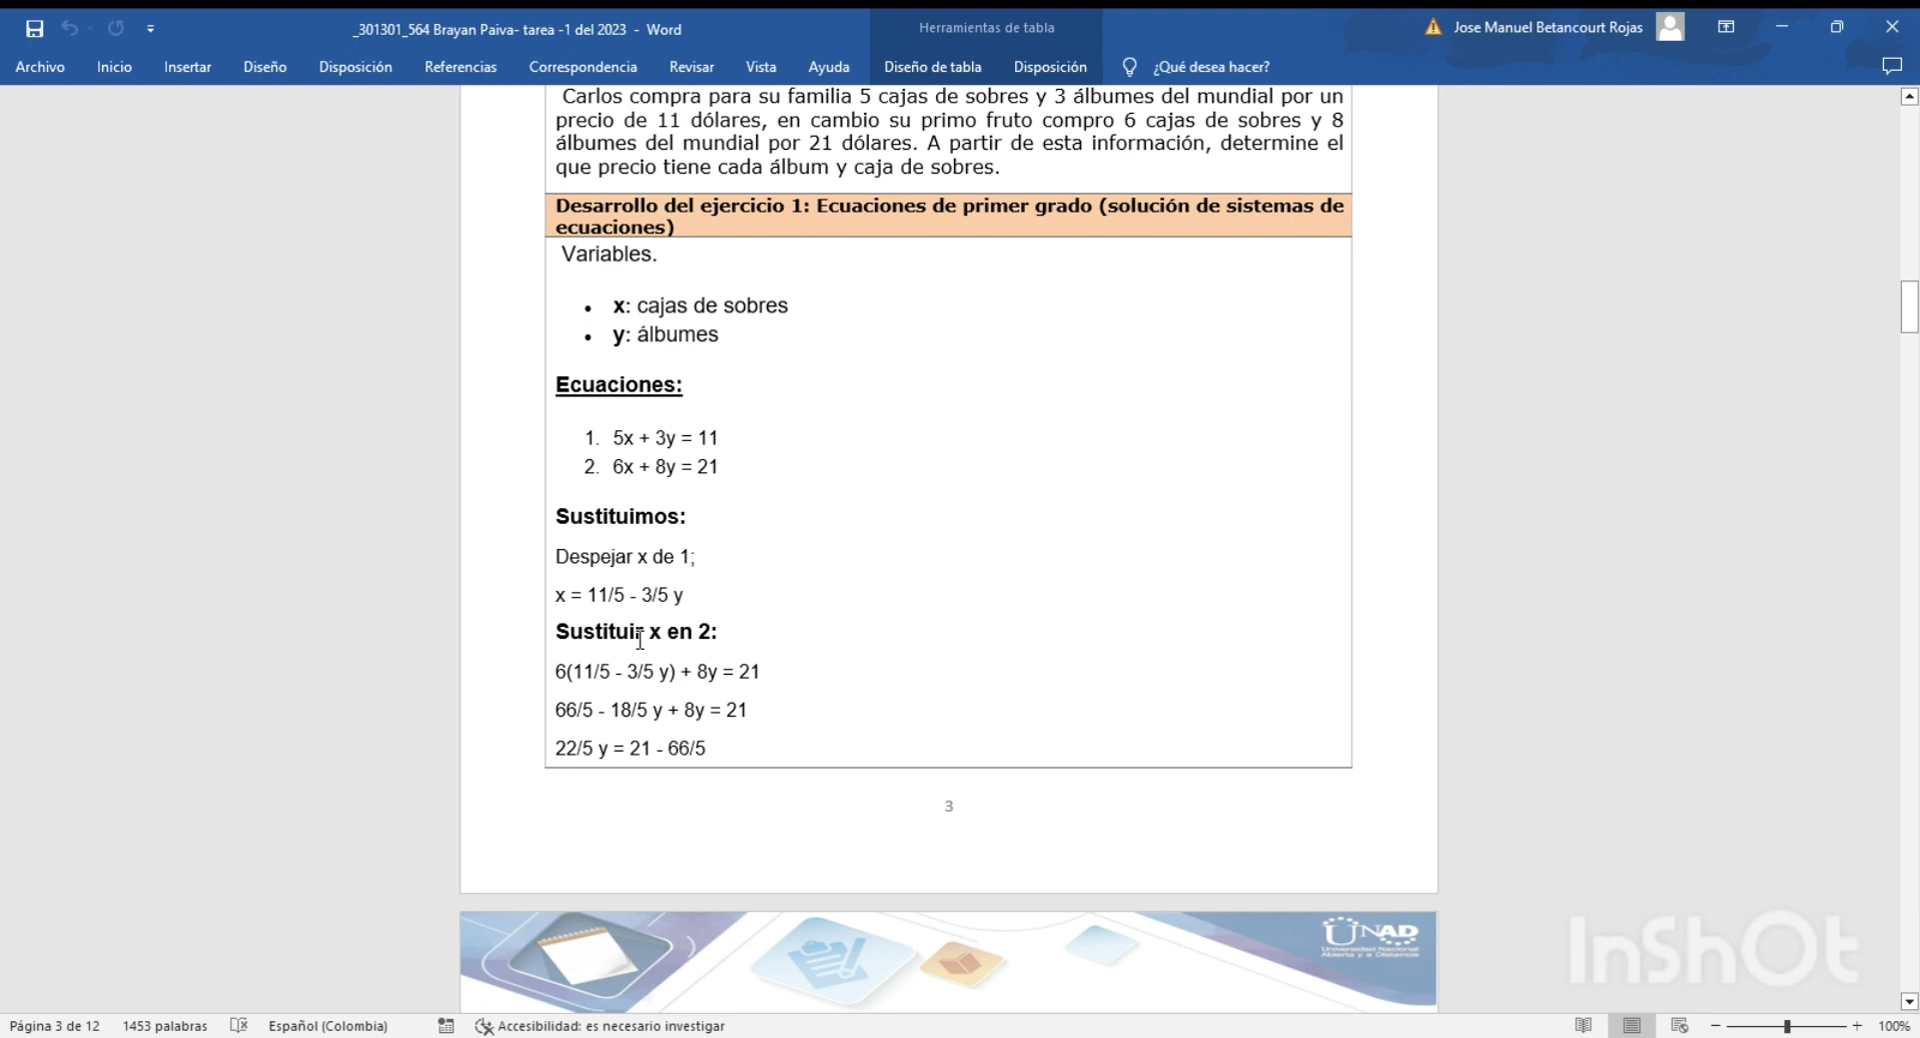 _301301_564 Brayan Paiva- tarea -1 del 2023 - Word
Herramientas de tabla
Jose Manuel Betancourt Rojas
Archivo Inicio Insertar Diseño Disposición Referencias Correspondencia Revisar Vista Ayuda Diseño de tabla Disposición ¿Qué desea hacer?
Carlos compra para su familia 5 cajas de sobres y 3 álbumes del mundial por un
precio de 11 dólares, en cambio su primo fruto compro 6 cajas de sobres y 8
álbumes del mundial por 21 dólares. A partir de esta información, determine el
que precio tiene cada álbum y caja de sobres.
Desarrollo del ejercicio 1: Ecuaciones de primer grado (solución de sistemas de
ecuaciones)
Variables.
• x: cajas de sobres
• y: álbumes
Ecuaciones:
1. 5x + 3y = 11
2. 6x + 8y = 21
Sustituimos:
Despejar x de 1;
x = 11/5 - 3/5 y
Sustituir x en 2:
6(11/5 - 3/5 y) + 8y = 21
66/5 - 18/5 y + 8y = 21
22/5 y = 21 - 66/5
3
UNAD
Universidad Nacional
Abierta y a Distancia
InShOt
Página 3 de 12 1453 palabras Español (Colombia) Accesibilidad: es necesario investigar 100%